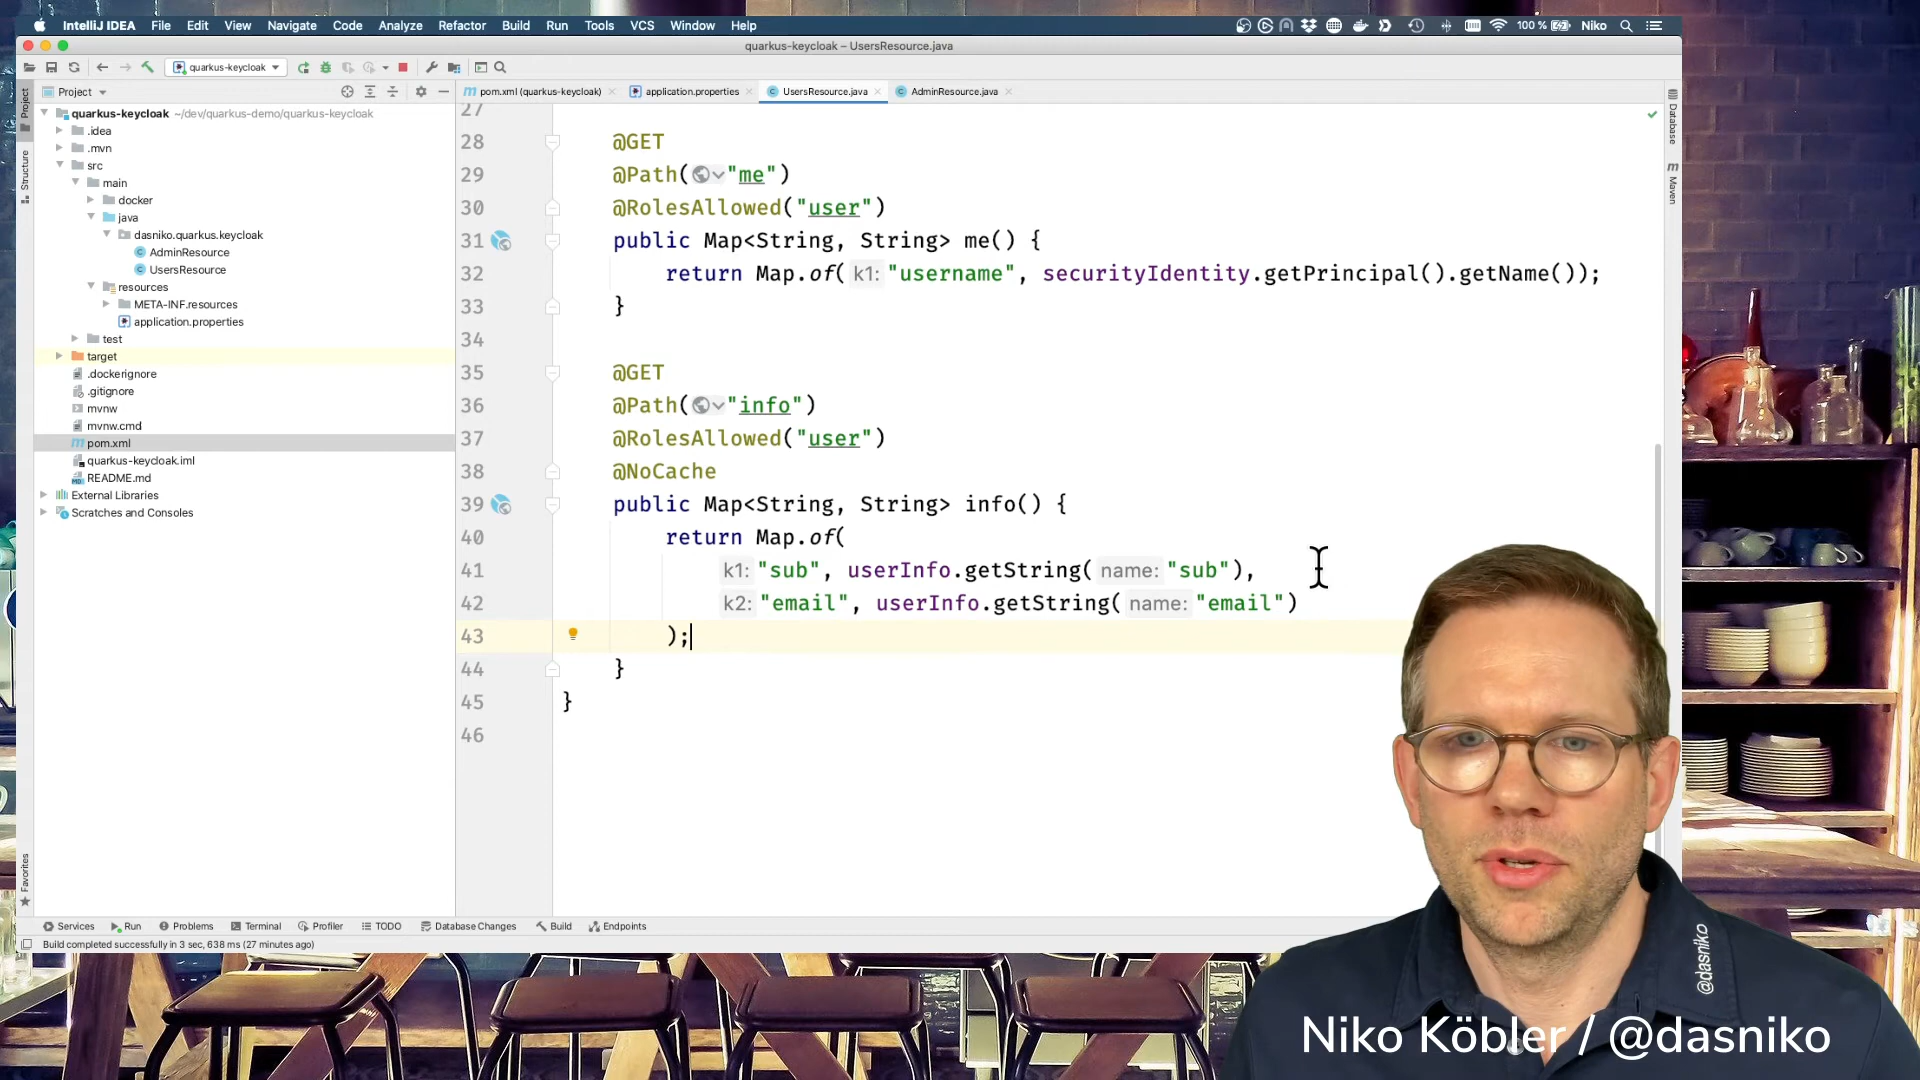 IntelliJ IDEA File Edit View Navigate Code Analyze Refactor Build Run Tools VCS Window Help 100 % Niko
quarkus-keycloak – UsersResource.java
quarkus-keycloak
Project
pom.xml (quarkus-keycloak) application.properties UsersResource.java AdminResource.java
Project
Structure
Favorites
Database
Maven
quarkus-keycloak ~/dev/quarkus-demo/quarkus-keycloak
.idea
.mvn
src
main
docker
java
dasniko.quarkus.keycloak
AdminResource
UsersResource
resources
META-INF.resources
application.properties
test
target
.dockerignore
.gitignore
mvnw
mvnw.cmd
pom.xml
quarkus-keycloak.iml
README.md
External Libraries
Scratches and Consoles
27
28 @GET
29 @Path("me")
30 @RolesAllowed("user")
31 public Map<String, String> me() {
32 return Map.of( k1: "username", securityIdentity.getPrincipal().getName());
33 }
34
35 @GET
36 @Path("info")
37 @RolesAllowed("user")
38 @NoCache
39 public Map<String, String> info() {
40 return Map.of(
41 k1: "sub", userInfo.getString( name: "sub"),
42 k2: "email", userInfo.getString( name: "email")
43 );
44 }
45 }
46
Services Run Problems Terminal Profiler TODO Database Changes Build Endpoints
Build completed successfully in 3 sec, 638 ms (27 minutes ago)
@dasniko
Niko Köbler / @dasniko